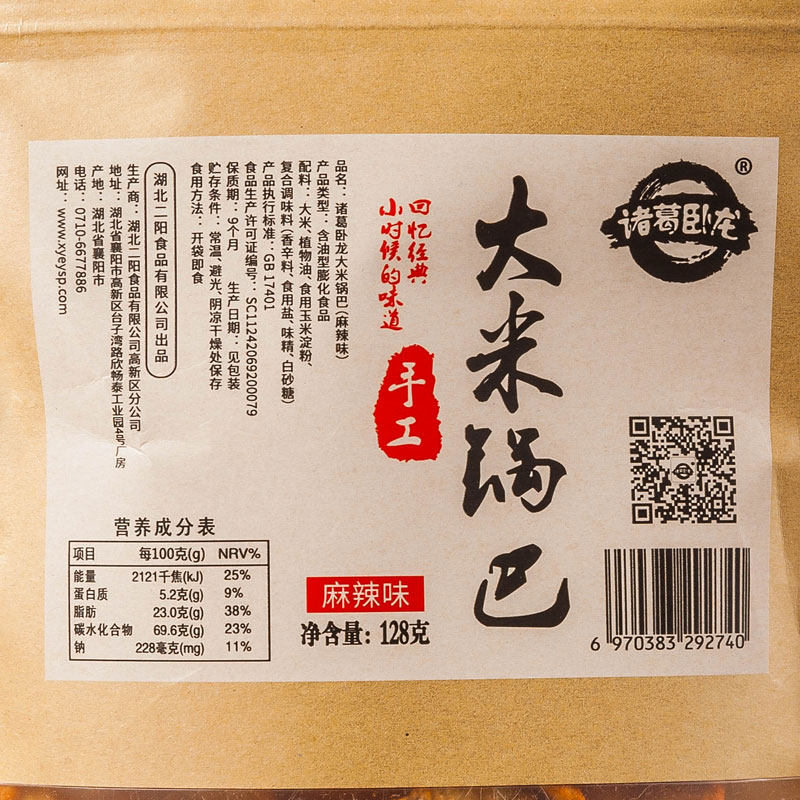 诸葛卧龙
®
大米锅巴
回忆经典
小时候的味道
手工
品名：诸葛卧龙大米锅巴(麻辣味)
产品类型：含油型膨化食品
配料：大米、植物油、食用玉米淀粉、
复合调味料(香辛料、食用盐、味精、白砂糖)
产品执行标准：GB 17401
食品生产许可证编号：SC11242069200079
保质期：9个月 生产日期：见包装
贮存条件：常温、避光、阴凉干燥处保存
食用方法：开袋即食
湖北二阳食品有限公司出品
生产商：湖北二阳食品有限公司高新区分公司
地址：湖北省襄阳市高新区台子湾路欣畅泰工业园4#厂房
产地：湖北省襄阳市
电话：0710-6677886
网址：www.xyeysp.com
营养成分表
项目 每100克(g) NRV%
能量 2121千焦(kJ) 25%
蛋白质 5.2克(g) 9%
脂肪 23.0克(g) 38%
碳水化合物 69.6克(g) 23%
钠 228毫克(mg) 11%
麻辣味
净含量：128克
6 970383 292740